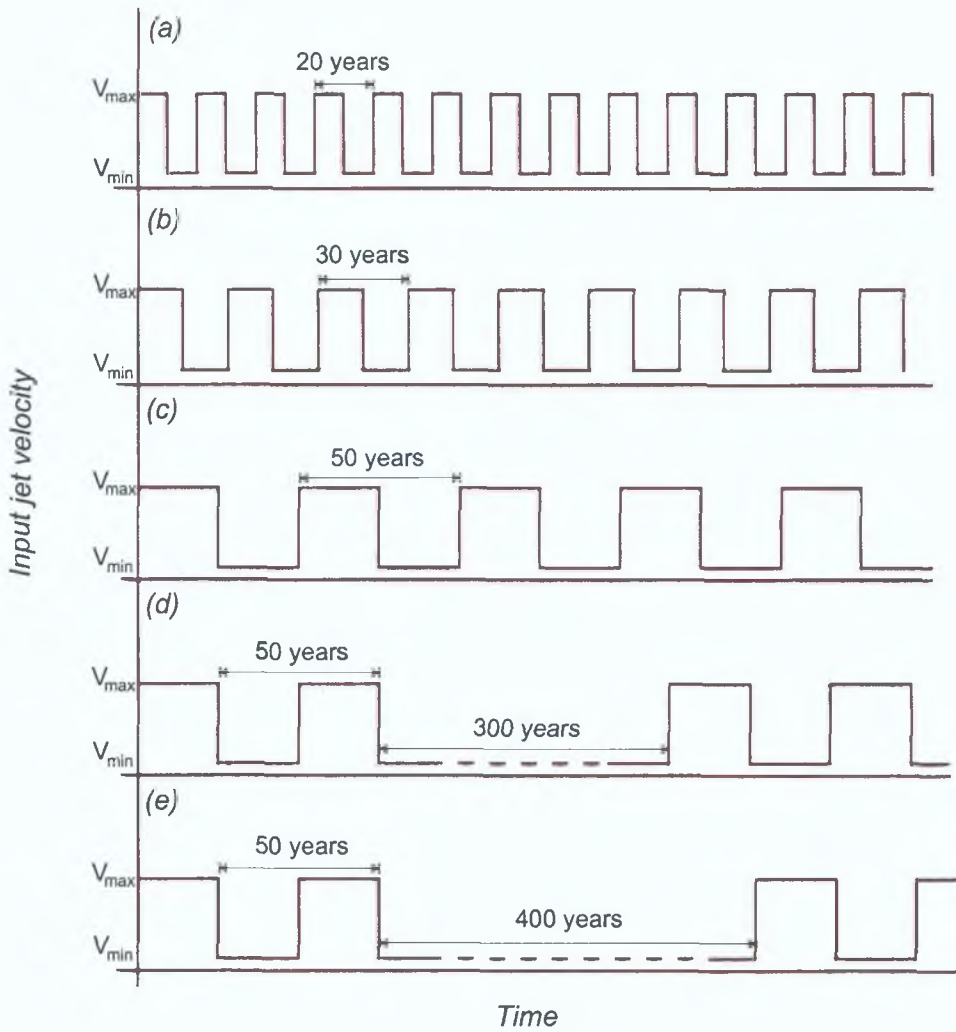 (a)
20 years
Vmax
Vmin
(b)
30 years
Vmax
Vmin
(c)
50 years
Vmax
Vmin
(d)
50 years
Vmax
300 years
Vmin
(e)
50 years
Vmax
400 years
Vmin
Input jet velocity
Time